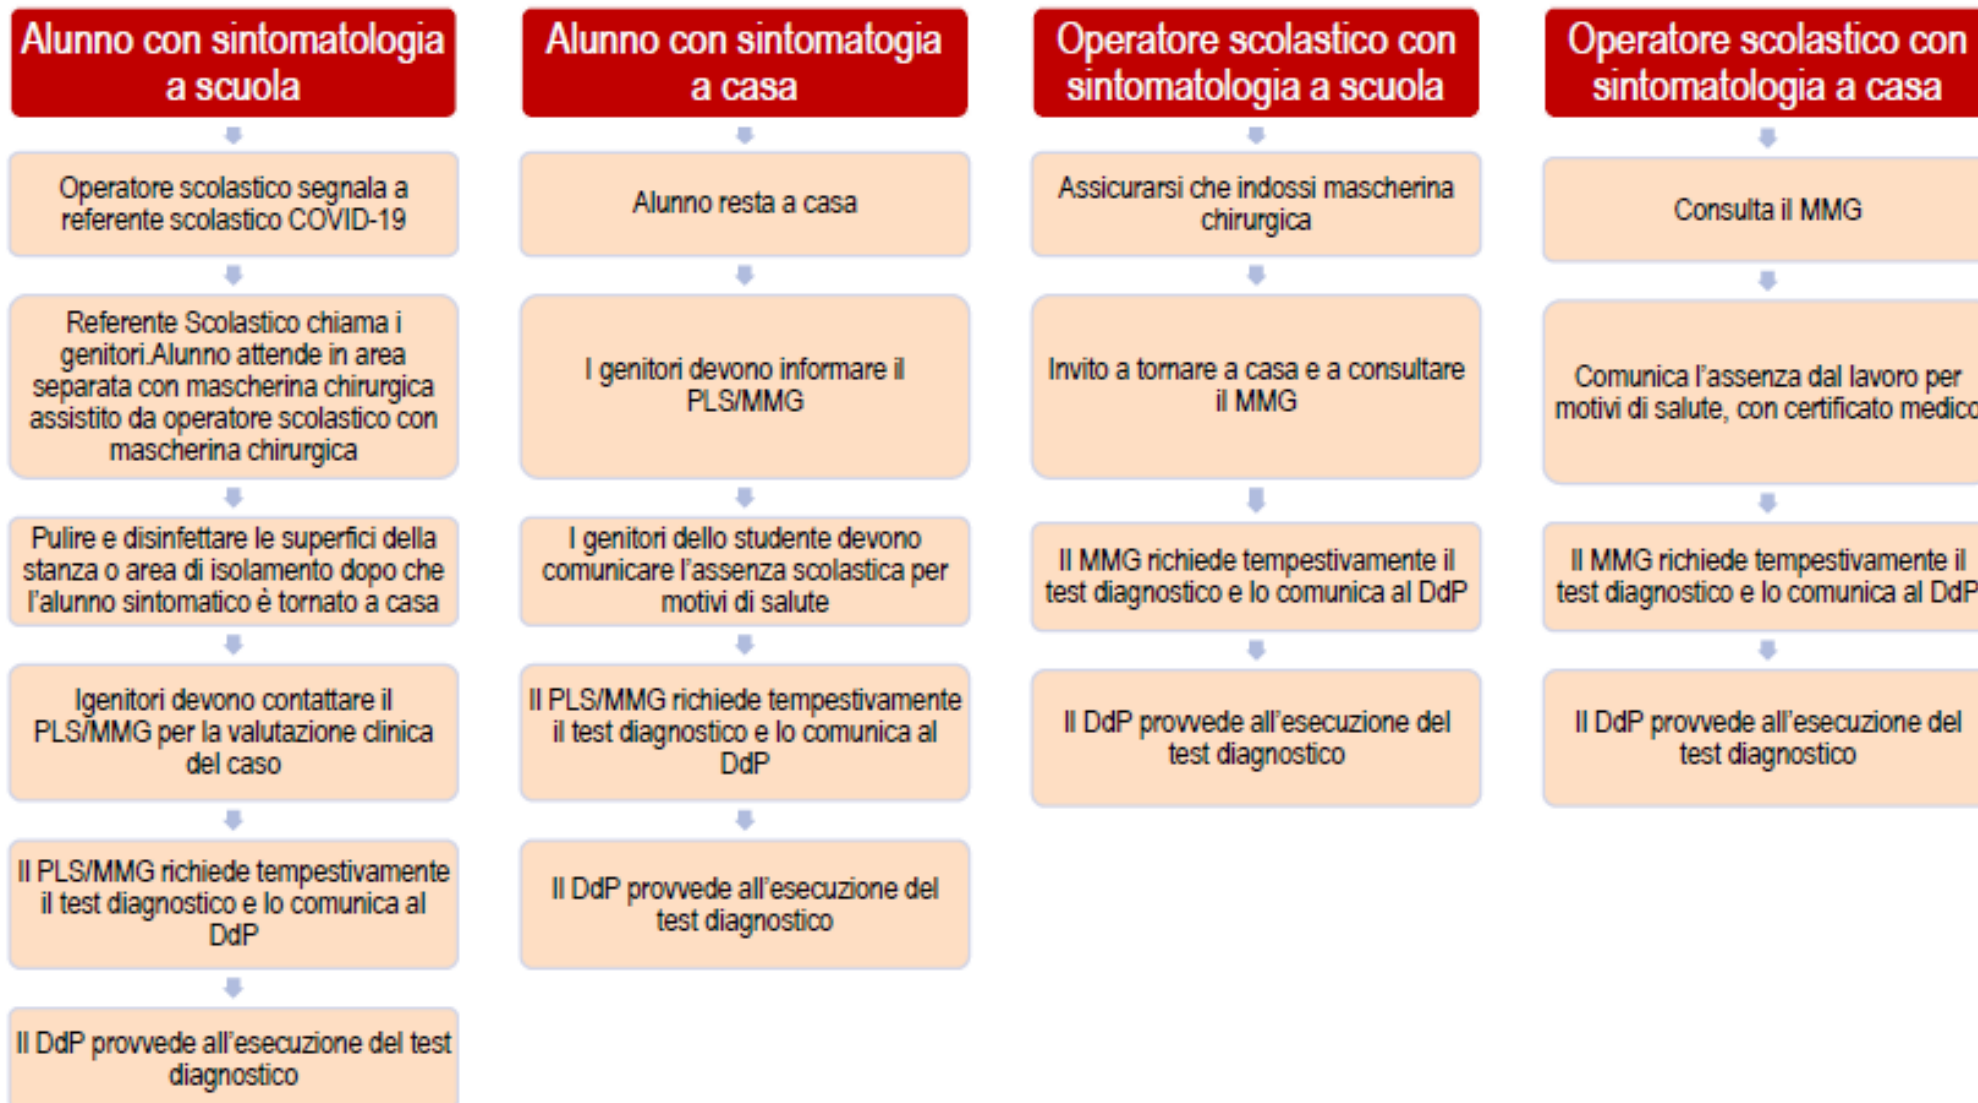 Alunno con sintomatologia
a scuola
Operatore scolastico segnala a
referente scolastico COVID-19
Referente Scolastico chiama i
genitori.Alunno attende in area
separata con mascherina chirurgica
assistito da operatore scolastico con
mascherina chirurgica
Pulire e disinfettare le superfici della
stanza o area di isolamento dopo che
l'alunno sintomatico è tornato a casa
Igenitori devono contattare il
PLS/MMG per la valutazione clinica
del caso
Il PLS/MMG richiede tempestivamente
il test diagnostico e lo comunica al
DdP
Il DdP provvede all'esecuzione del test
diagnostico
Alunno con sintomatogia
a casa
Alunno resta a casa
I genitori devono informare il
PLS/MMG
I genitori dello studente devono
comunicare l'assenza scolastica per
motivi di salute
Il PLS/MMG richiede tempestivamente
il test diagnostico e lo comunica al
DdP
Il DdP provvede all'esecuzione del
test diagnostico
Operatore scolastico con
sintomatologia a scuola
Assicurarsi che indossi mascherina
chirurgica
Invito a tornare a casa e a consultare
il MMG
Il MMG richiede tempestivamente il
test diagnostico e lo comunica al DdP
Il DdP provvede all'esecuzione del
test diagnostico
Operatore scolastico con
sintomatologia a casa
Consulta il MMG
Comunica l'assenza dal lavoro per
motivi di salute, con certificato medico
Il MMG richiede tempestivamente il
test diagnostico e lo comunica al DdP
Il DdP provvede all'esecuzione del
test diagnostico